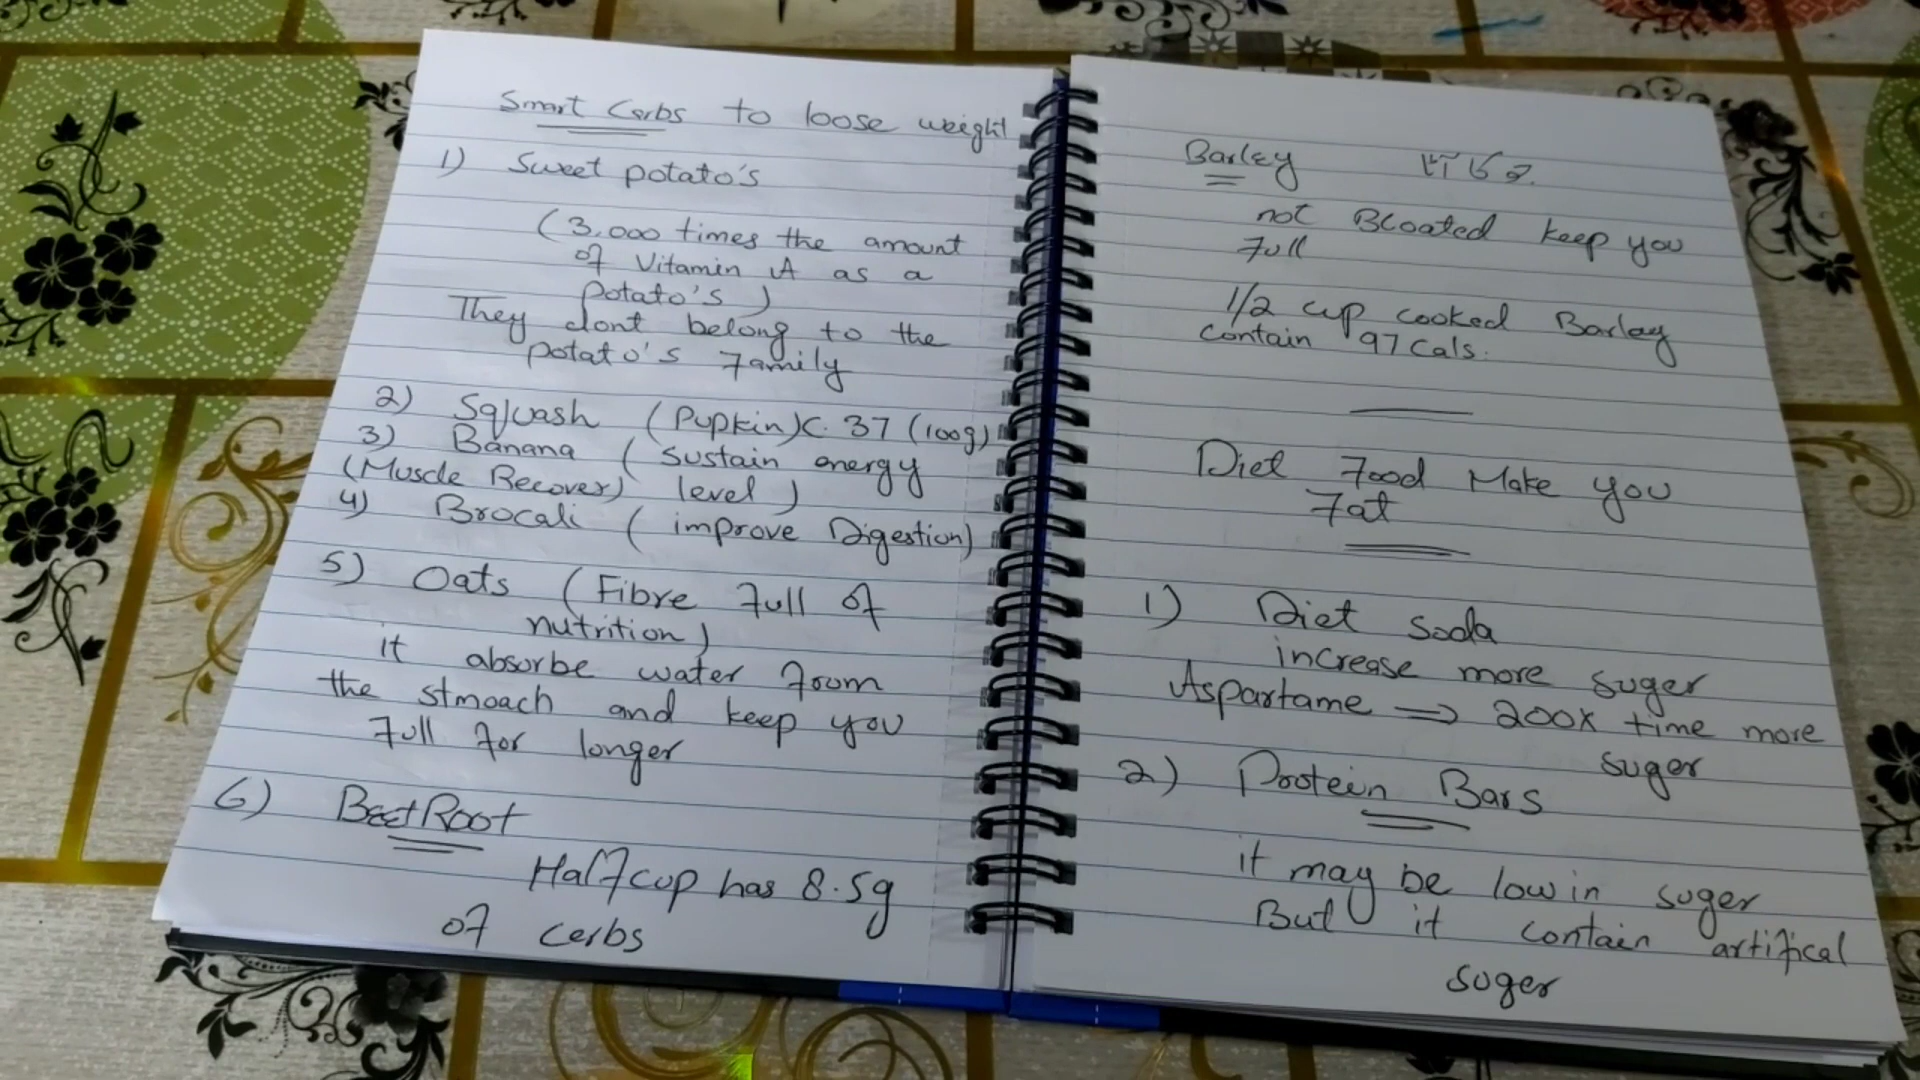 Smart Cerbs to loose weight
1) Sweet potato's
(3.000 times the amount
of Vitamin A as a
potato's)
They dont belong to the
potato's family
2) Sqluash (Pupkin) C. 37 (100g)
3) Banana (Sustain energy
(Muscle Recover) level)
4) Brocali (improve Digestion)
5) Oats (Fibre full of
nutrition)
it absorbe water from
the stmoach and keep you
full for longer
6) BeetRoot
Half cup has 8.5g
of cerbs
Barley
not Bloated keep you
full
1/2 cup cooked Barley
contain 97 cals.
Diet Food Make you
Fat
1) Diet soda
increase more suger
Aspartame ⇒ 200x time more
suger
2) Protein Bars
it may be low in suger
But it contain artifical
suger